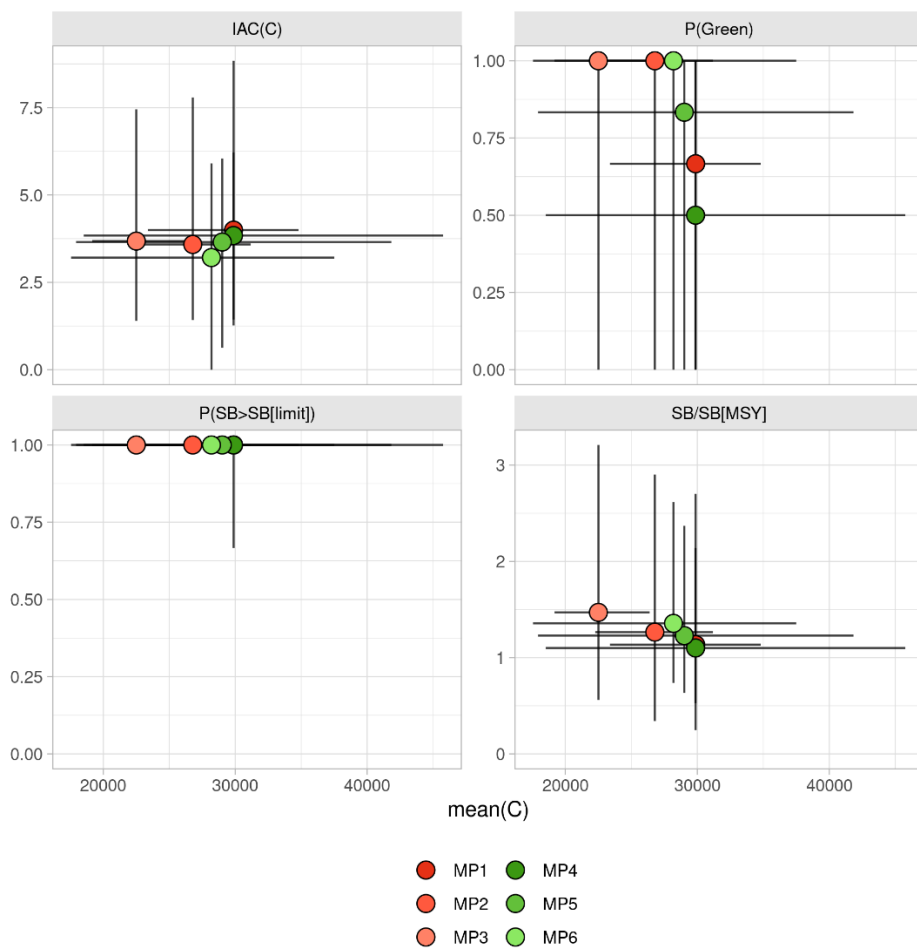 IAC(C)
P(Green)
7.5
5.0
2.5
0.0
1.00
0.75
0.50
0.25
0.00
P(SB>SB[limit])
SB/SB[MSY]
1.00
0.75
0.50
0.25
0.00
3
2
1
0
20000 30000 40000
20000 30000 40000
mean(C)
MP1 MP4
MP2 MP5
MP3 MP6